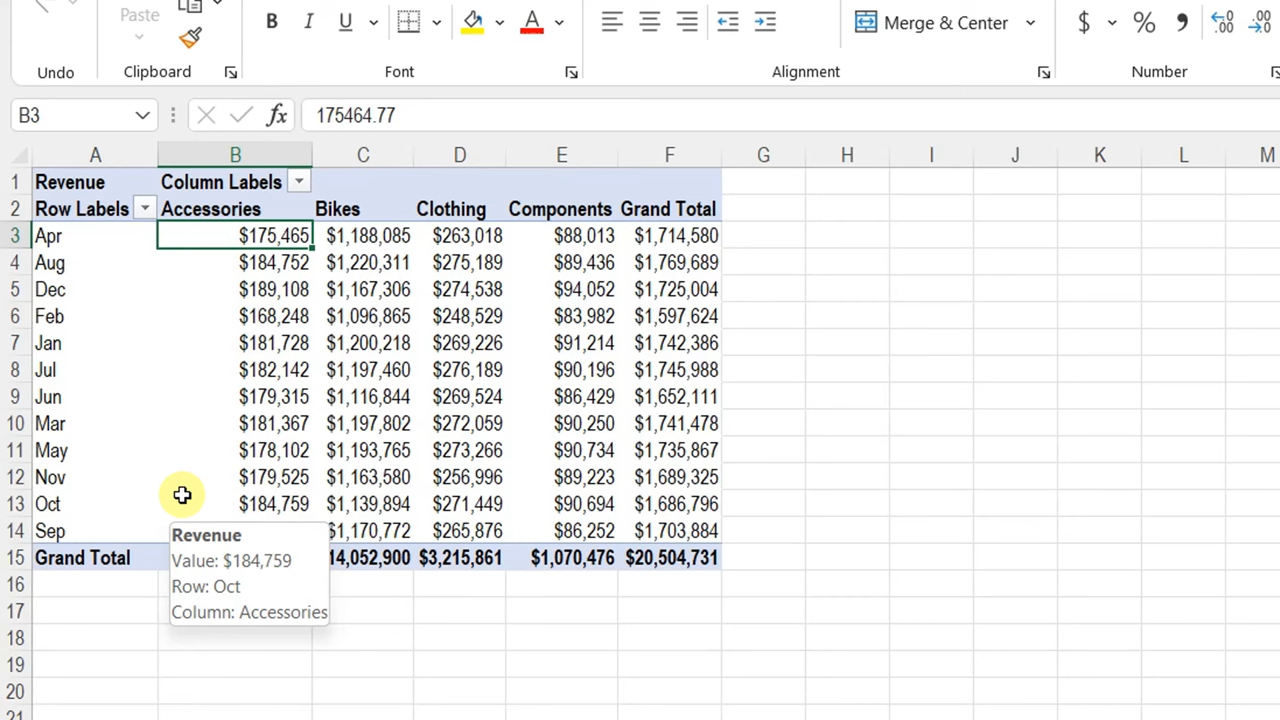 Paste
B I U A Merge & Center $ % 9 ←0 .00
.00 →0
Undo Clipboard Font Alignment Number
B3 fx 175464.77
A B C D E F G H I J K L M
1 Revenue Column Labels
2 Row Labels Accessories Bikes Clothing Components Grand Total
3 Apr $175,465 $1,188,085 $263,018 $88,013 $1,714,580
4 Aug $184,752 $1,220,311 $275,189 $89,436 $1,769,689
5 Dec $189,108 $1,167,306 $274,538 $94,052 $1,725,004
6 Feb $168,248 $1,096,865 $248,529 $83,982 $1,597,624
7 Jan $181,728 $1,200,218 $269,226 $91,214 $1,742,386
8 Jul $182,142 $1,197,460 $276,189 $90,196 $1,745,988
9 Jun $179,315 $1,116,844 $269,524 $86,429 $1,652,111
10 Mar $181,367 $1,197,802 $272,059 $90,250 $1,741,478
11 May $178,102 $1,193,765 $273,266 $90,734 $1,735,867
12 Nov $179,525 $1,163,580 $256,996 $89,223 $1,689,325
13 Oct $184,759 $1,139,894 $271,449 $90,694 $1,686,796
14 Sep $1,170,772 $265,876 $86,252 $1,703,884
15 Grand Total 14,052,900 $3,215,861 $1,070,476 $20,504,731
Revenue
Value: $184,759
Row: Oct
Column: Accessories
16
17
18
19
20
21